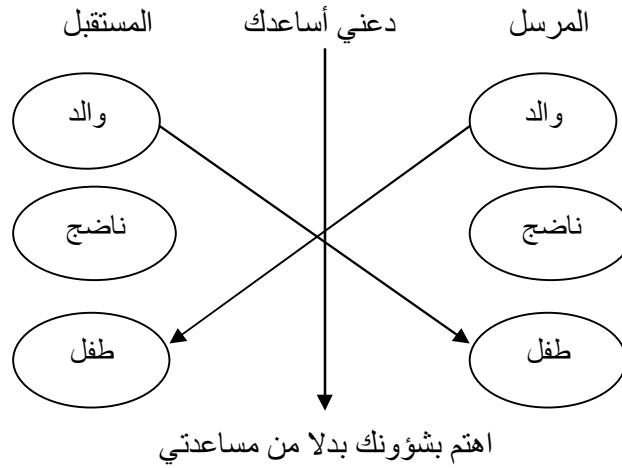 المرسل دعني أساعدك المستقبل
والد والد
ناضج ناضج
طفل طفل
اهتم بشؤونك بدلا من مساعدتي